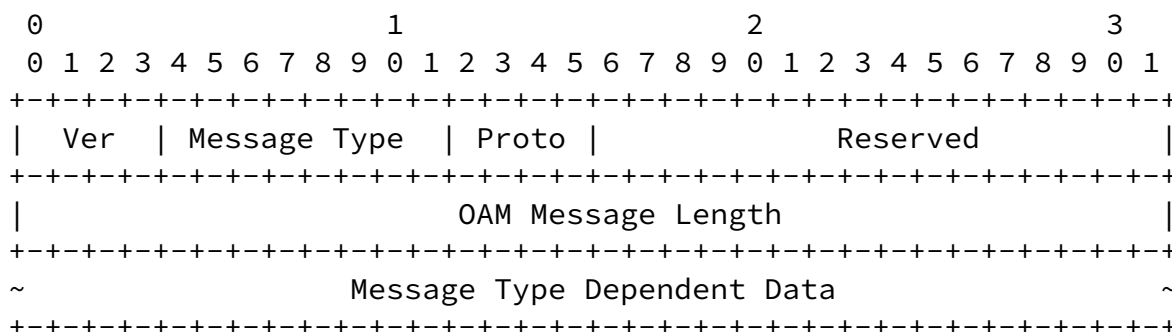 0                   1                   2                   3
 0 1 2 3 4 5 6 7 8 9 0 1 2 3 4 5 6 7 8 9 0 1 2 3 4 5 6 7 8 9 0 1
+-+-+-+-+-+-+-+-+-+-+-+-+-+-+-+-+-+-+-+-+-+-+-+-+-+-+-+-+-+-+-+-+
|  Ver  | Message Type  | Proto |             Reserved          |
+-+-+-+-+-+-+-+-+-+-+-+-+-+-+-+-+-+-+-+-+-+-+-+-+-+-+-+-+-+-+-+-+
|                       OAM Message Length                      |
+-+-+-+-+-+-+-+-+-+-+-+-+-+-+-+-+-+-+-+-+-+-+-+-+-+-+-+-+-+-+-+-+
~                  Message Type Dependent Data                  ~
+-+-+-+-+-+-+-+-+-+-+-+-+-+-+-+-+-+-+-+-+-+-+-+-+-+-+-+-+-+-+-+-+